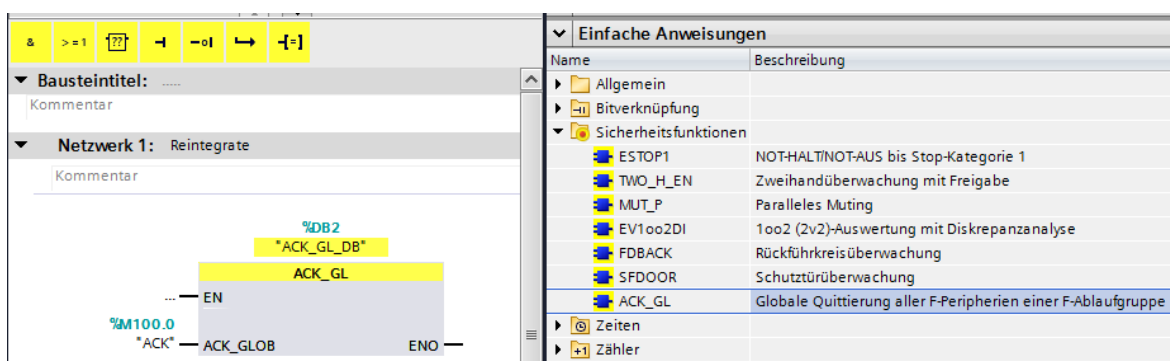 & >=1 ?? =
Bausteintitel: .....
Kommentar
Netzwerk 1: Reintegrate
Kommentar
%DB2
"ACK_GL_DB"
ACK_GL
... EN
%M100.0
"ACK" ACK_GLOB ENO
Einfache Anweisungen
Name Beschreibung
Allgemein
Bitverknüpfung
Sicherheitsfunktionen
ESTOP1 NOT-HALT/NOT-AUS bis Stop-Kategorie 1
TWO_H_EN Zweihandüberwachung mit Freigabe
MUT_P Paralleles Muting
EV1oo2DI 1oo2 (2v2)-Auswertung mit Diskrepanzanalyse
FDBACK Rückführkreisüberwachung
SFDOOR Schutztürüberwachung
ACK_GL Globale Quittierung aller F-Peripherien einer F-Ablaufgruppe
Zeiten
+1 Zähler